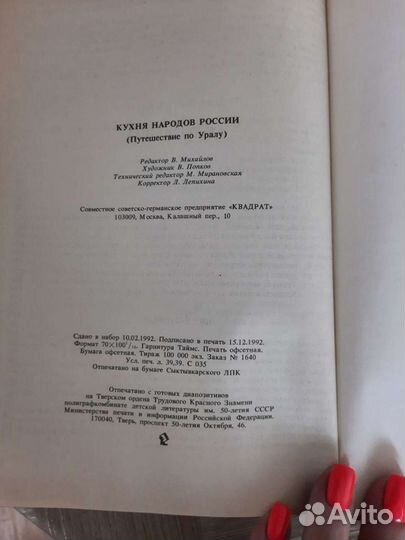 КУХНЯ НАРОДОВ РОССИИ
(Путешествие по Уралу)
Редактор В. Михайлов
Художник В. Попков
Технический редактор М. Мирановская
Корректор Л. Лепихина
Совместное советско-германское предприятие «КВАДРАТ»
103009, Москва, Калашный пер., 10
Сдано в набор 10.02.1992. Подписано в печать 15.12.1992.
Формат 70×100¹/₁₆. Гарнитура Таймс. Печать офсетная.
Бумага офсетная. Тираж 100 000 экз. Заказ № 1640
Усл. печ. л. 39,39. С 035
Отпечатано на бумаге Сыктывкарского ЛПК
Отпечатано с готовых диапозитивов
на Тверском ордена Трудового Красного Знамени
полиграфкомбинате детской литературы им. 50-летия СССР
Министерства печати и информации Российской Федерации.
170040, Тверь, проспект 50-летия Октября, 46.
Avito